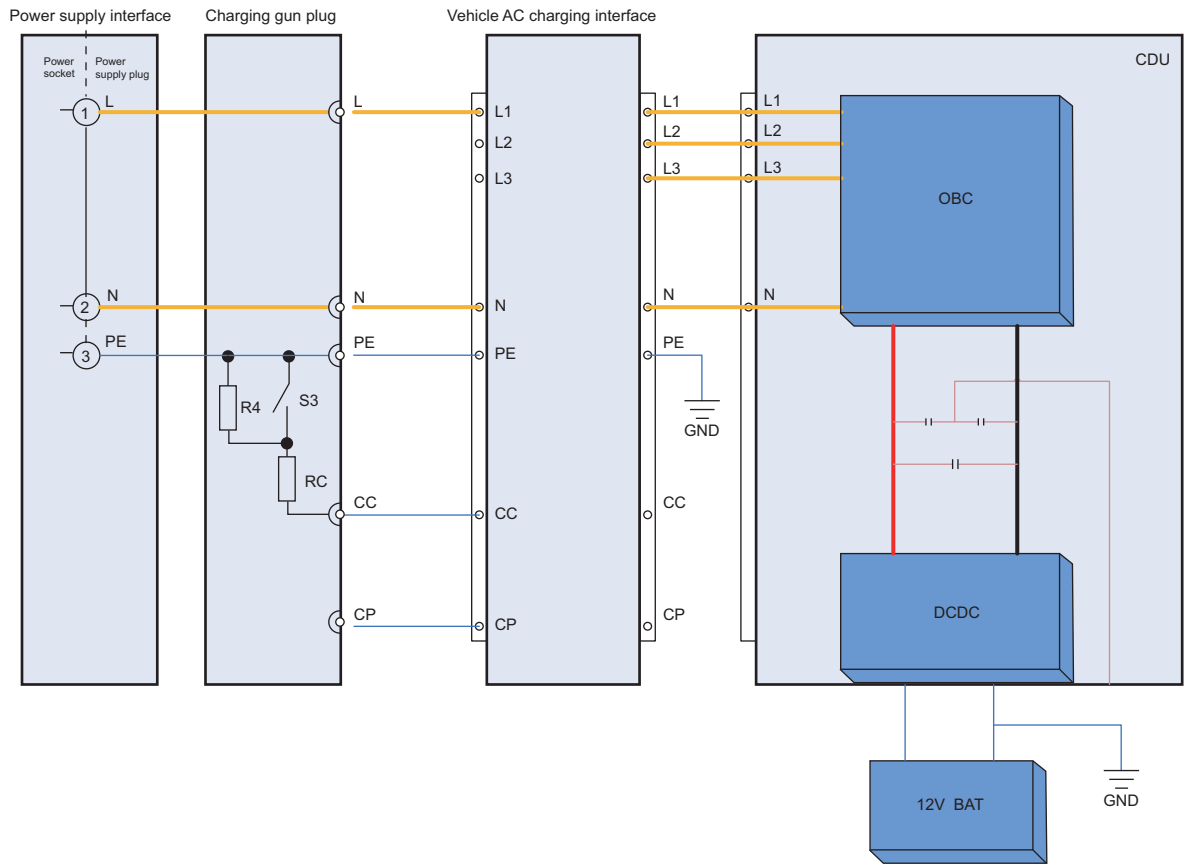 Power supply interface
Charging gun plug
Vehicle AC charging interface
CDU
Power socket
Power supply plug
1
L
L
L1
L1
L1
L2
L2
L2
L3
L3
L3
OBC
2
N
N
N
N
N
3
PE
PE
PE
PE
R4
S3
GND
RC
CC
CC
CC
CP
CP
CP
DCDC
12V BAT
GND